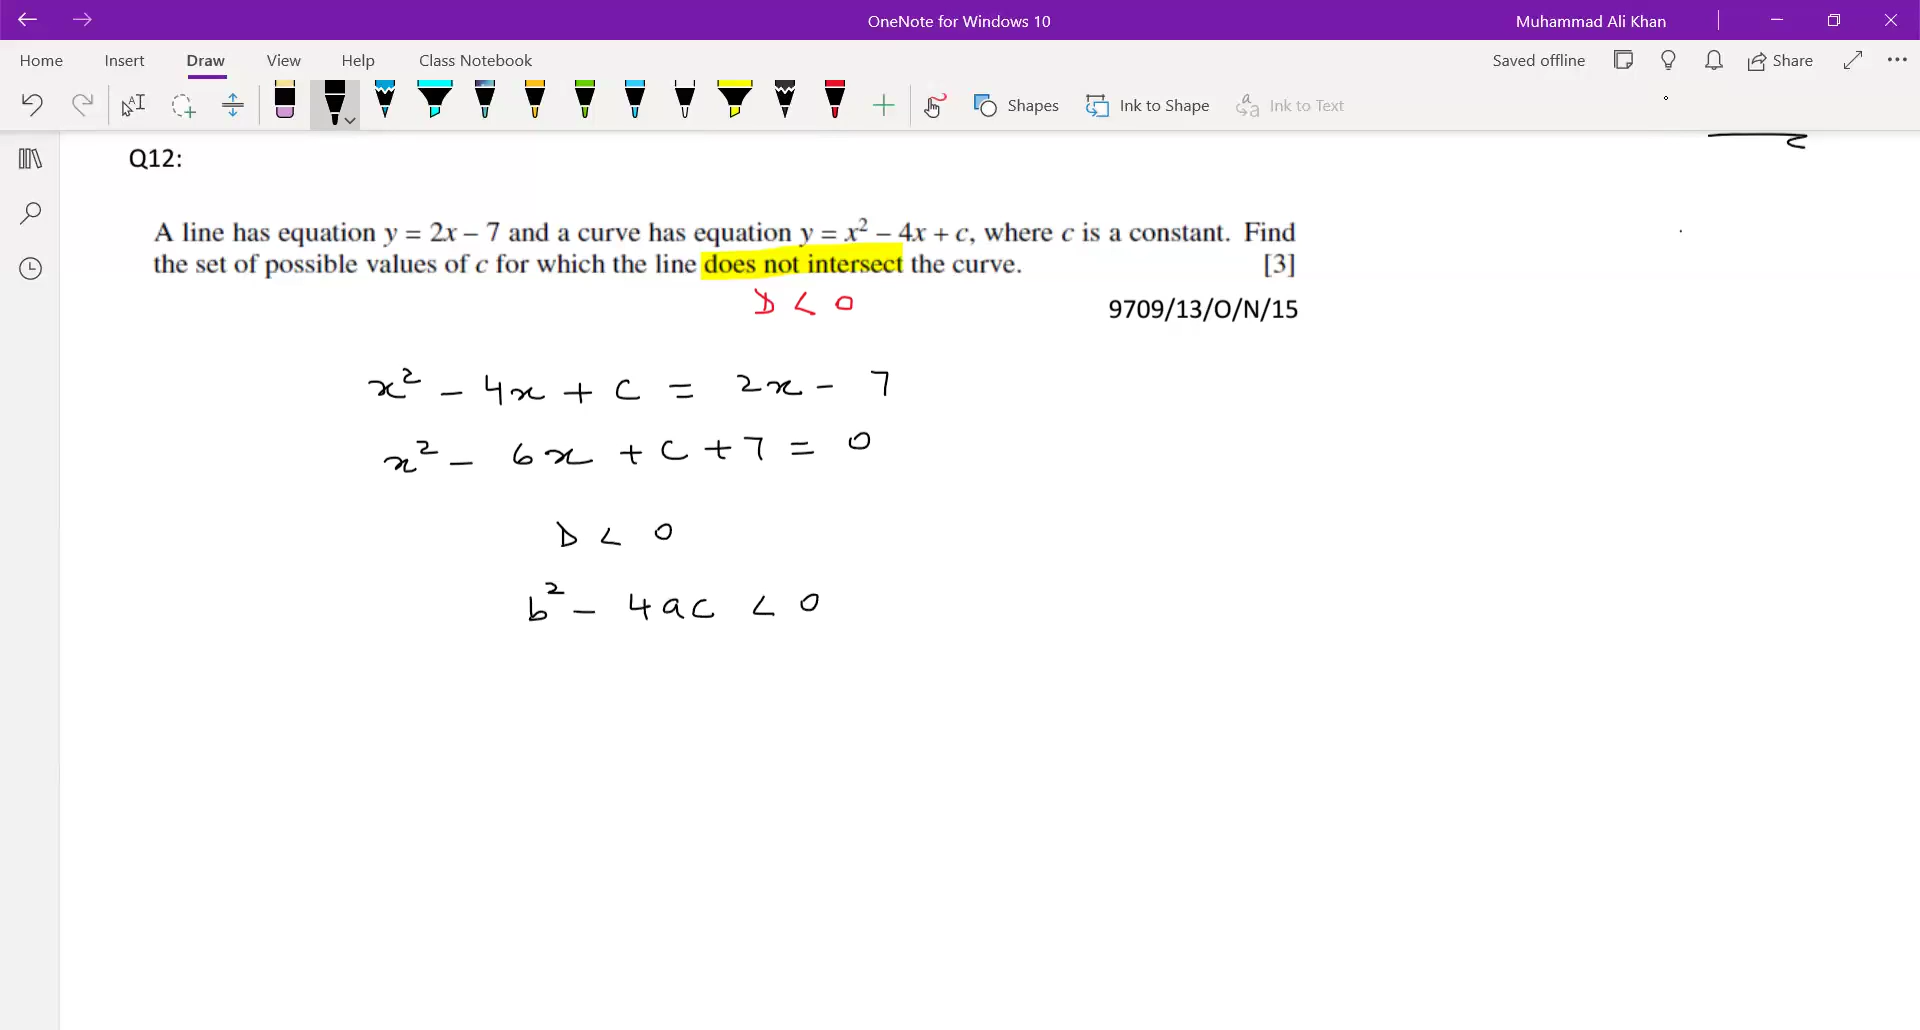 OneNote for Windows 10
Muhammad Ali Khan
Home Insert Draw View Help Class Notebook
Saved offline
Share
Shapes
Ink to Shape
Ink to Text
Q12:
A line has equation y = 2x − 7 and a curve has equation y = x² − 4x + c, where c is a constant. Find
the set of possible values of c for which the line does not intersect the curve. [3]
D < 0
9709/13/O/N/15
x² − 4x + c = 2x − 7
x² − 6x + c + 7 = 0
D < 0
b² − 4ac < 0